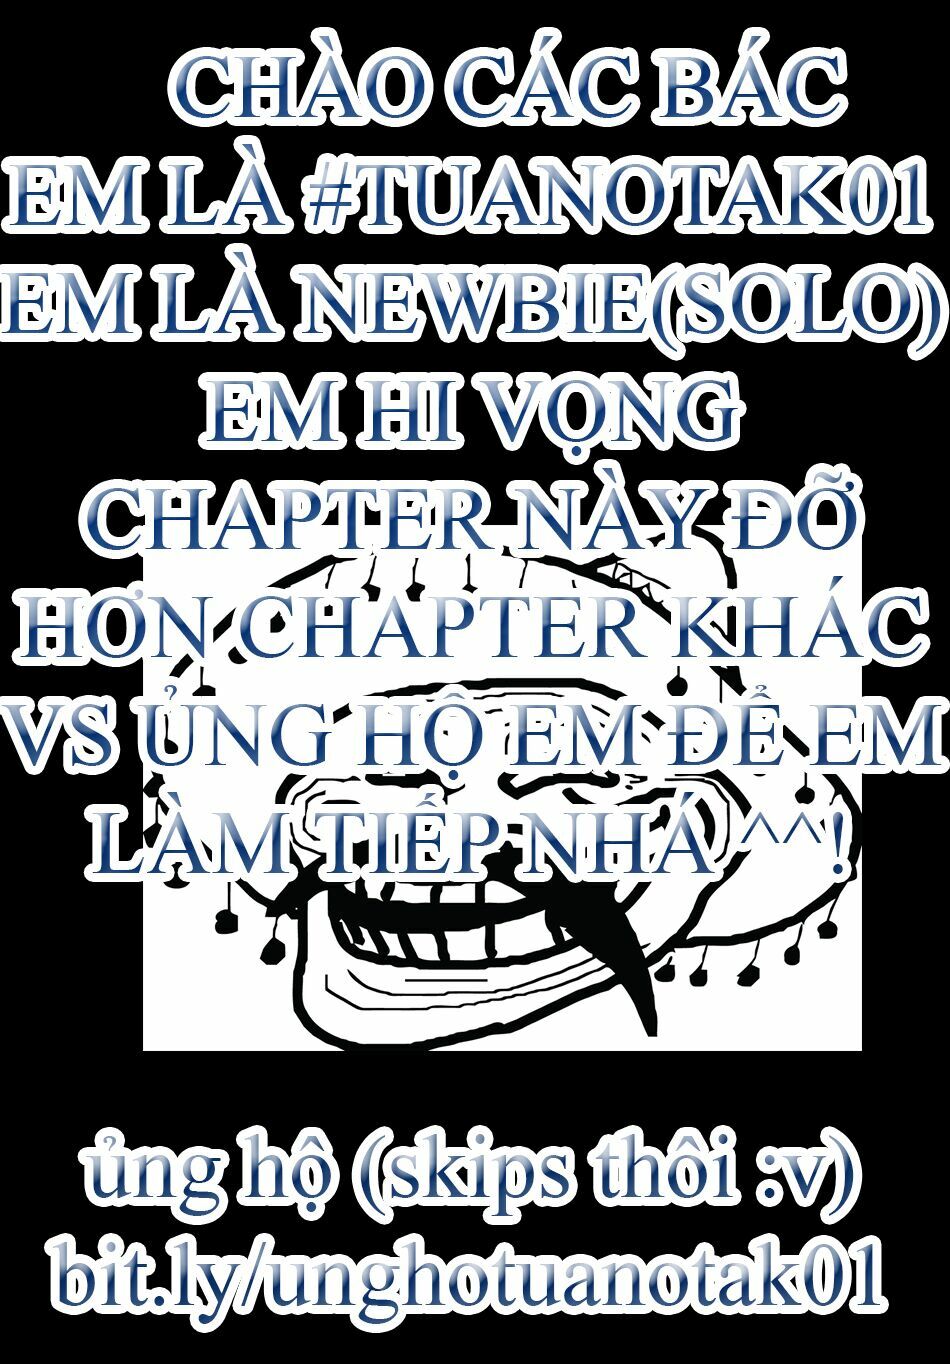 CHÀO CÁC BÁC
EM LÀ #TUANOTAK01
EM LÀ NEWBIE(SOLO)
EM HI VỌNG
CHAPTER NÀY ĐỠ
HƠN CHAPTER KHÁC
VS ỦNG HỘ EM ĐỂ EM
LÀM TIẾP NHÁ ^^!
ủng hộ (skips thôi :v)
bit.ly/unghotuanotak01